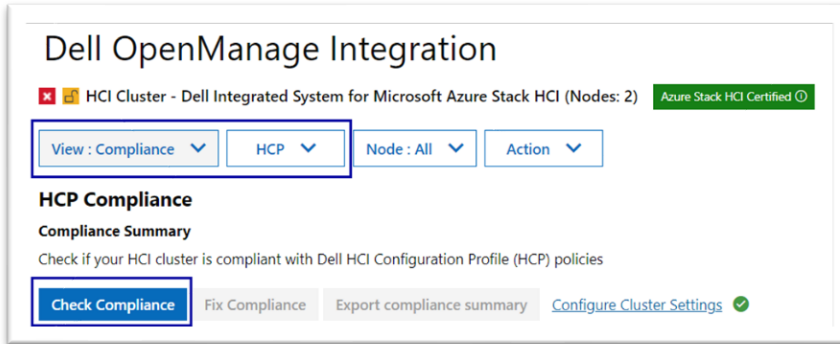 Dell OpenManage Integration
HCI Cluster - Dell Integrated System for Microsoft Azure Stack HCI (Nodes: 2) Azure Stack HCI Certified
View : Compliance HCP Node : All Action
HCP Compliance
Compliance Summary
Check if your HCI cluster is compliant with Dell HCI Configuration Profile (HCP) policies
Check Compliance Fix Compliance Export compliance summary Configure Cluster Settings